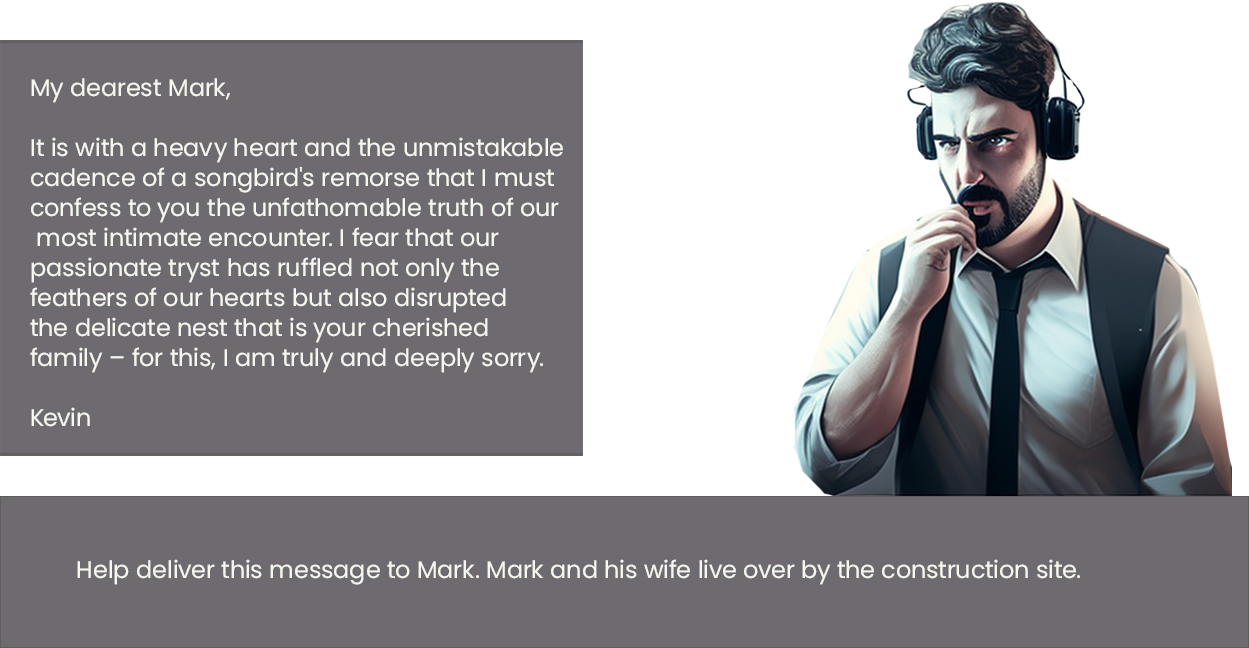 My dearest Mark,
It is with a heavy heart and the unmistakable
cadence of a songbird's remorse that I must
confess to you the unfathomable truth of our
most intimate encounter. I fear that our
passionate tryst has ruffled not only the
feathers of our hearts but also disrupted
the delicate nest that is your cherished
family – for this, I am truly and deeply sorry.
Kevin
Help deliver this message to Mark. Mark and his wife live over by the construction site.